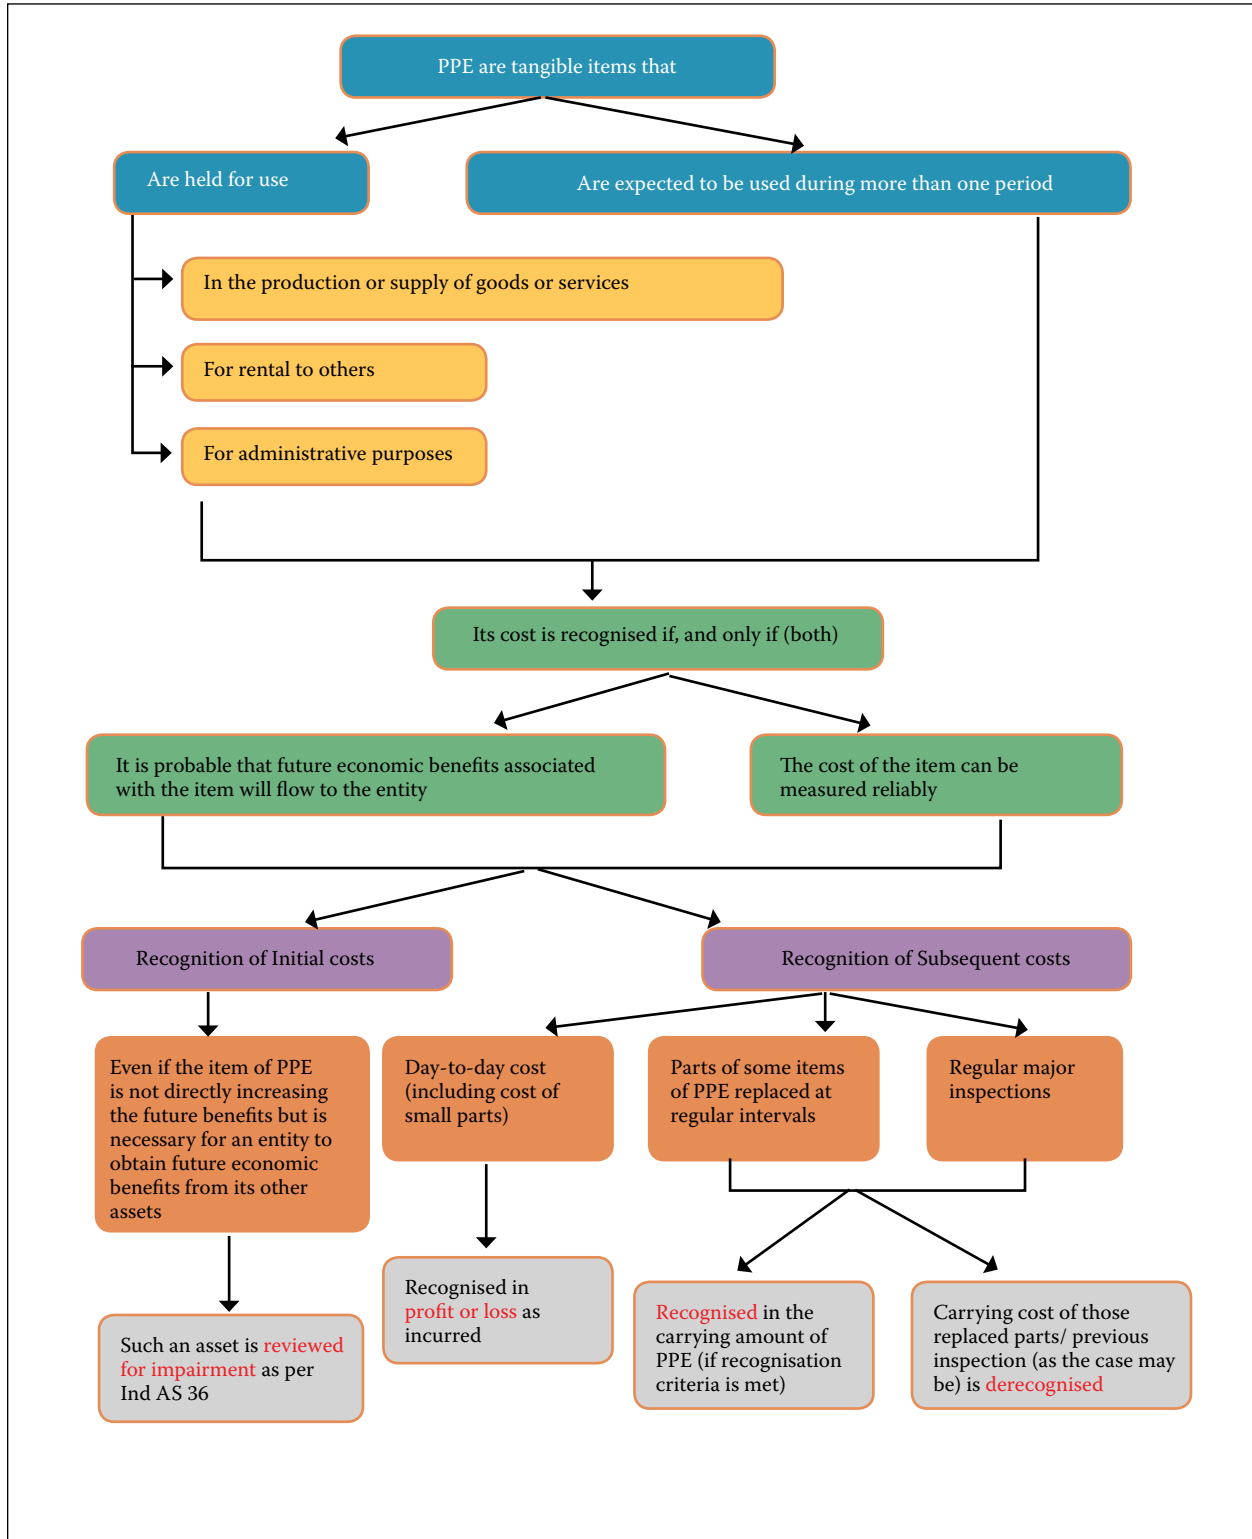 PPE are tangible items that
Are held for use
Are expected to be used during more than one period
In the production or supply of goods or services
For rental to others
For administrative purposes
Its cost is recognised if, and only if (both)
It is probable that future economic benefits associated
with the item will flow to the entity
The cost of the item can be
measured reliably
Recognition of Initial costs
Recognition of Subsequent costs
Even if the item of PPE
is not directly increasing
the future benefits but is
necessary for an entity to
obtain future economic
benefits from its other
assets
Day-to-day cost
(including cost of
small parts)
Parts of some items
of PPE replaced at
regular intervals
Regular major
inspections
Such an asset is reviewed
for impairment as per
Ind AS 36
Recognised in
profit or loss as
incurred
Recognised in the
carrying amount of
PPE (if recognisation
criteria is met)
Carrying cost of those
replaced parts/ previous
inspection (as the case may
be) is derecognised